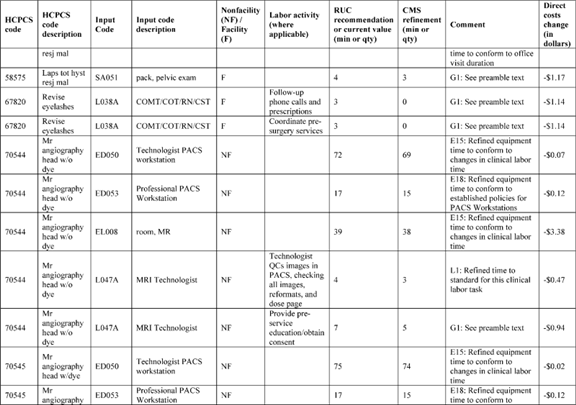 HCPCS code | HCPCS code description | Input Code | Input code description | Nonfacility (NF) / Facility (F) | Labor activity (where applicable) | RUC recommendation or current value (min or qty) | CMS refinement (min or qty) | Comment | Direct costs change (in dollars)
resj mal | time to conform to office visit duration
58575 | Laps tot hyst resj mal | SA051 | pack, pelvic exam | F | 4 | 3 | G1: See preamble text | -$1.17
67820 | Revise eyelashes | L038A | COMT/COT/RN/CST | F | Follow-up phone calls and prescriptions | 3 | 0 | G1: See preamble text | -$1.14
67820 | Revise eyelashes | L038A | COMT/COT/RN/CST | F | Coordinate pre-surgery services | 3 | 0 | G1: See preamble text | -$1.14
70544 | Mr angiography head w/o dye | ED050 | Technologist PACS workstation | NF | 72 | 69 | E15: Refined equipment time to conform to changes in clinical labor time | -$0.07
70544 | Mr angiography head w/o dye | ED053 | Professional PACS Workstation | NF | 17 | 15 | E18: Refined equipment time to conform to established policies for PACS Workstations | -$0.12
70544 | Mr angiography head w/o dye | EL008 | room, MR | NF | 39 | 38 | E15: Refined equipment time to conform to changes in clinical labor time | -$3.38
70544 | Mr angiography head w/o dye | L047A | MRI Technologist | NF | Technologist QCs images in PACS, checking all images, reformats, and dose page | 4 | 3 | L1: Refined time to standard for this clinical labor task | -$0.47
70544 | Mr angiography head w/o dye | L047A | MRI Technologist | NF | Provide pre-service education/obtain consent | 7 | 5 | G1: See preamble text | -$0.94
70545 | Mr angiography head w/dye | ED050 | Technologist PACS workstation | NF | 75 | 74 | E15: Refined equipment time to conform to changes in clinical labor time | -$0.02
70545 | Mr angiography | ED053 | Professional PACS Workstation | NF | 17 | 15 | E18: Refined equipment time to conform to | -$0.12